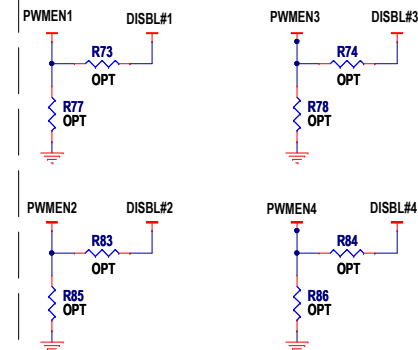 PWMEN1 DISBL#1 PWMEN3 DISBL#3
R73 R74
OPT OPT
R77 R78
OPT OPT
PWMEN2 DISBL#2 PWMEN4 DISBL#4
R83 R84
OPT OPT
R85 R86
OPT OPT